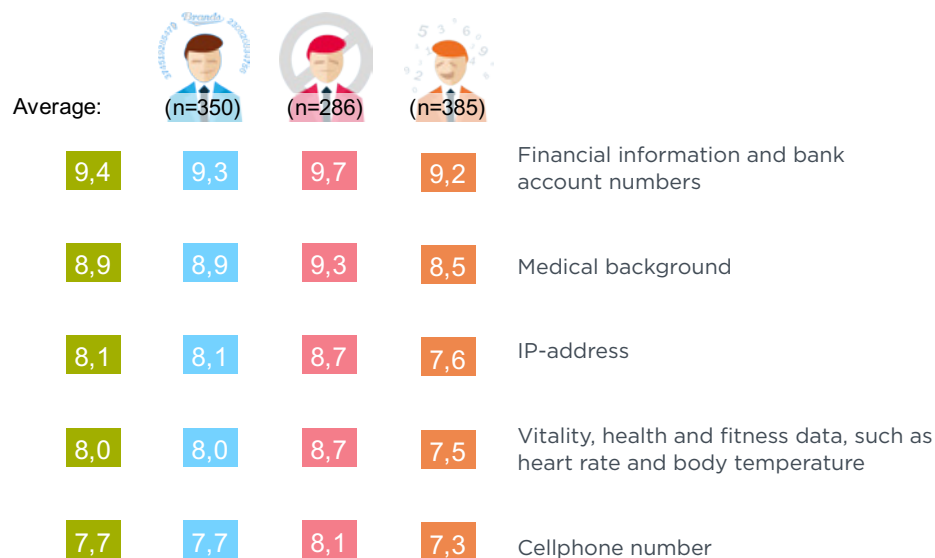 Brands
Average:
(n=350)
(n=286)
(n=385)
9,4
9,3
9,7
9,2
Financial information and bank
account numbers
8,9
8,9
9,3
8,5
Medical background
8,1
8,1
8,7
7,6
IP-address
8,0
8,0
8,7
7,5
Vitality, health and fitness data, such as
heart rate and body temperature
7,7
7,7
8,1
7,3
Cellphone number